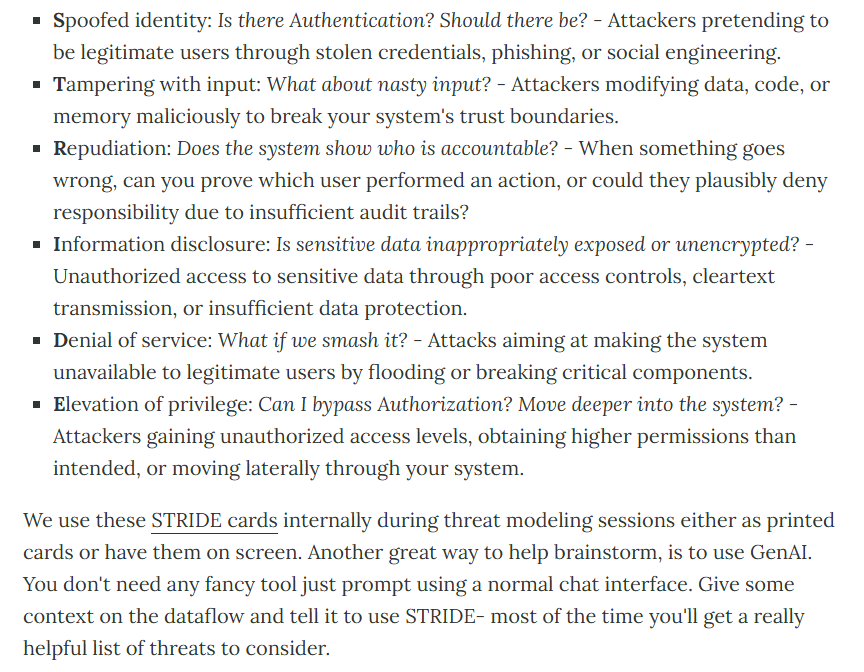 ▪ Spoofed identity: Is there Authentication? Should there be? - Attackers pretending to
be legitimate users through stolen credentials, phishing, or social engineering.
▪ Tampering with input: What about nasty input? - Attackers modifying data, code, or
memory maliciously to break your system's trust boundaries.
▪ Repudiation: Does the system show who is accountable? - When something goes
wrong, can you prove which user performed an action, or could they plausibly deny
responsibility due to insufficient audit trails?
▪ Information disclosure: Is sensitive data inappropriately exposed or unencrypted? -
Unauthorized access to sensitive data through poor access controls, cleartext
transmission, or insufficient data protection.
▪ Denial of service: What if we smash it? - Attacks aiming at making the system
unavailable to legitimate users by flooding or breaking critical components.
▪ Elevation of privilege: Can I bypass Authorization? Move deeper into the system? -
Attackers gaining unauthorized access levels, obtaining higher permissions than
intended, or moving laterally through your system.
We use these STRIDE cards internally during threat modeling sessions either as printed
cards or have them on screen. Another great way to help brainstorm, is to use GenAI.
You don't need any fancy tool just prompt using a normal chat interface. Give some
context on the dataflow and tell it to use STRIDE- most of the time you'll get a really
helpful list of threats to consider.